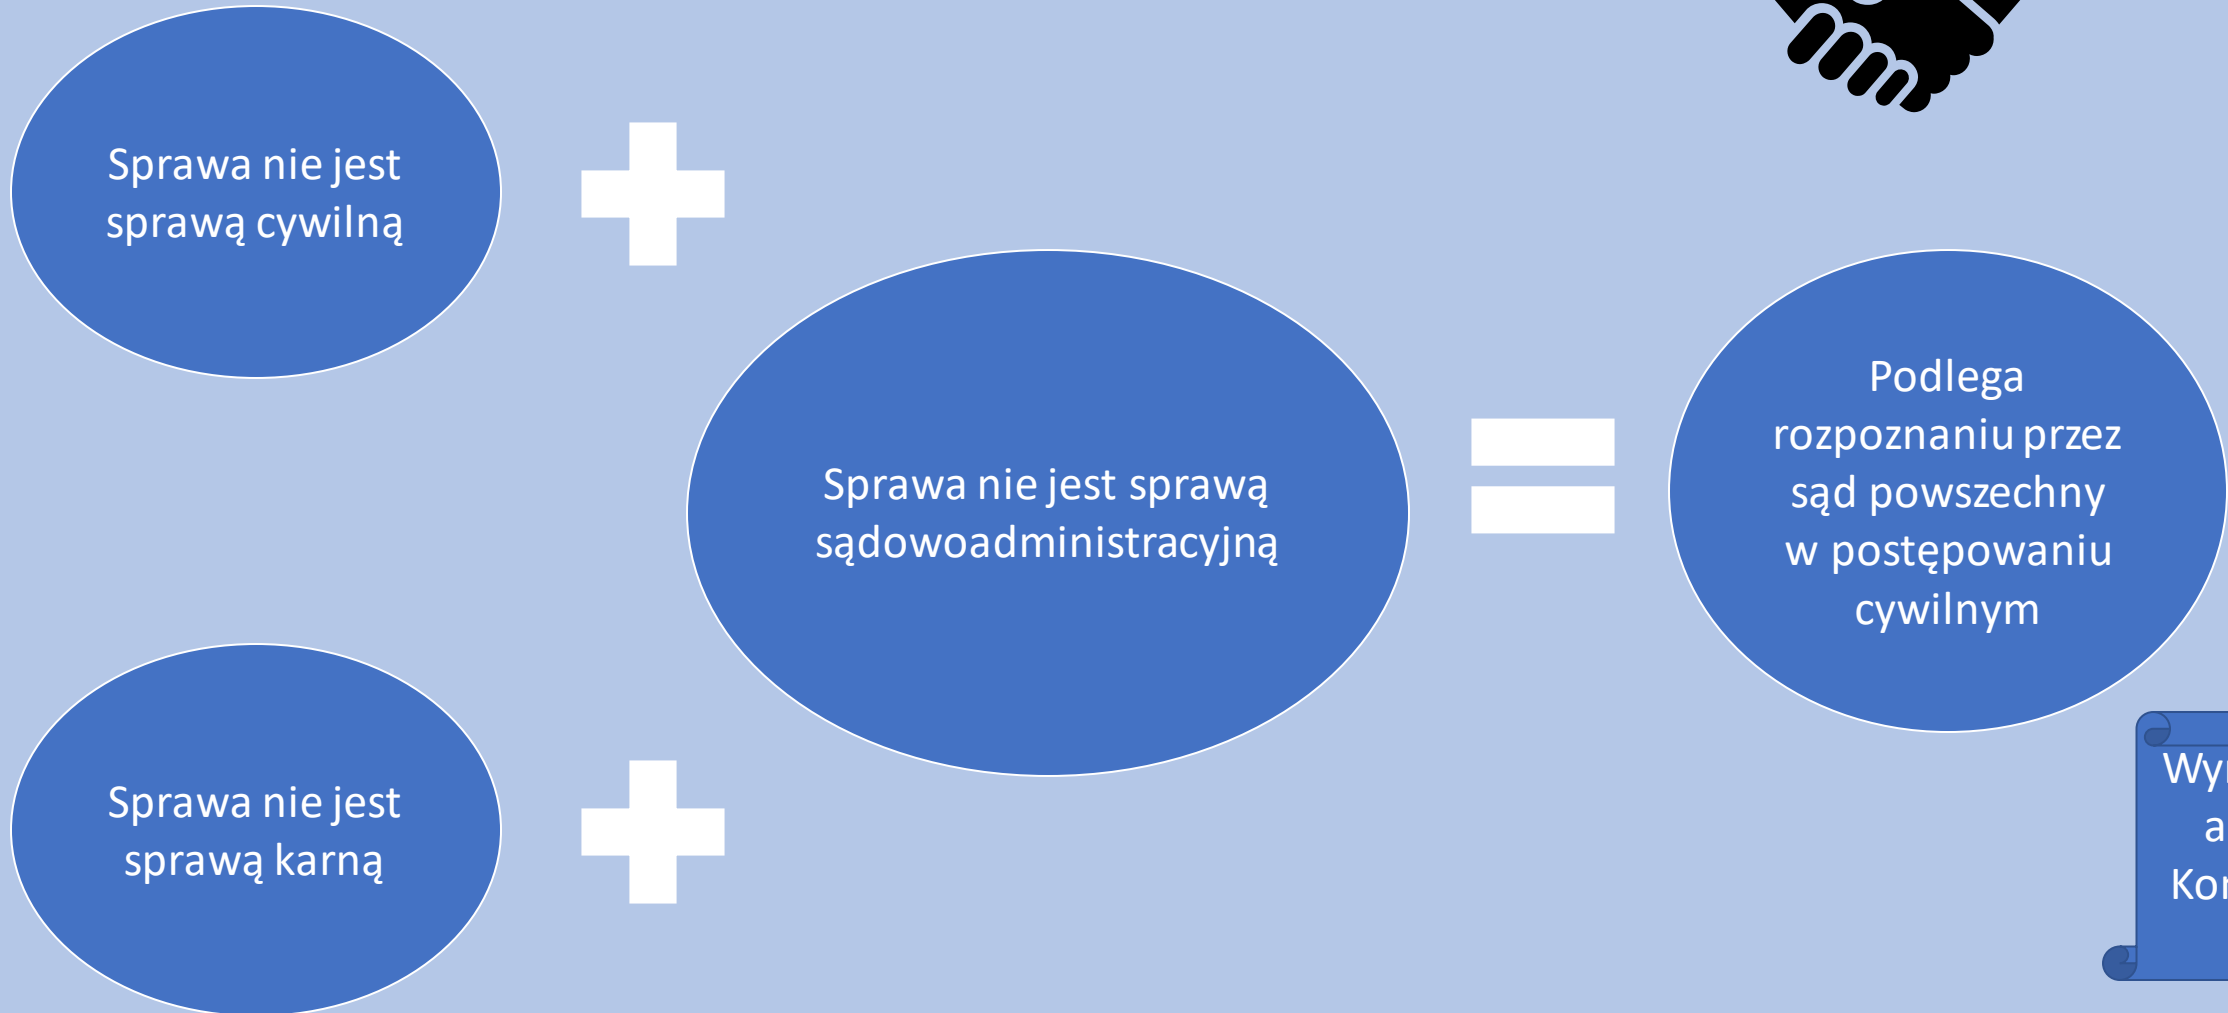 Sprawa nie jest
sprawą cywilną
Sprawa nie jest sprawą
sądowoadministracyjną
Podlega
rozpoznaniu przez
sąd powszechny
w postępowaniu
cywilnym
Sprawa nie jest
sprawą karną